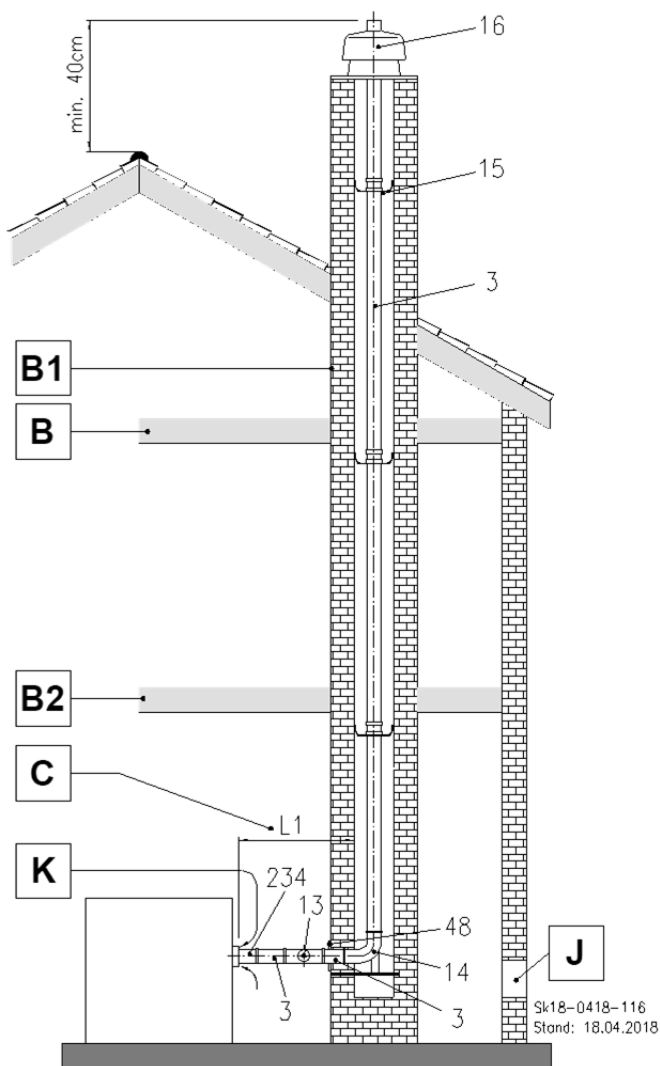 16
min. 40cm
15
3
B1
B
B2
C
L1
K
234
13
48
14
J
3
3
Sk18-0418-116
Stand: 18.04.2018